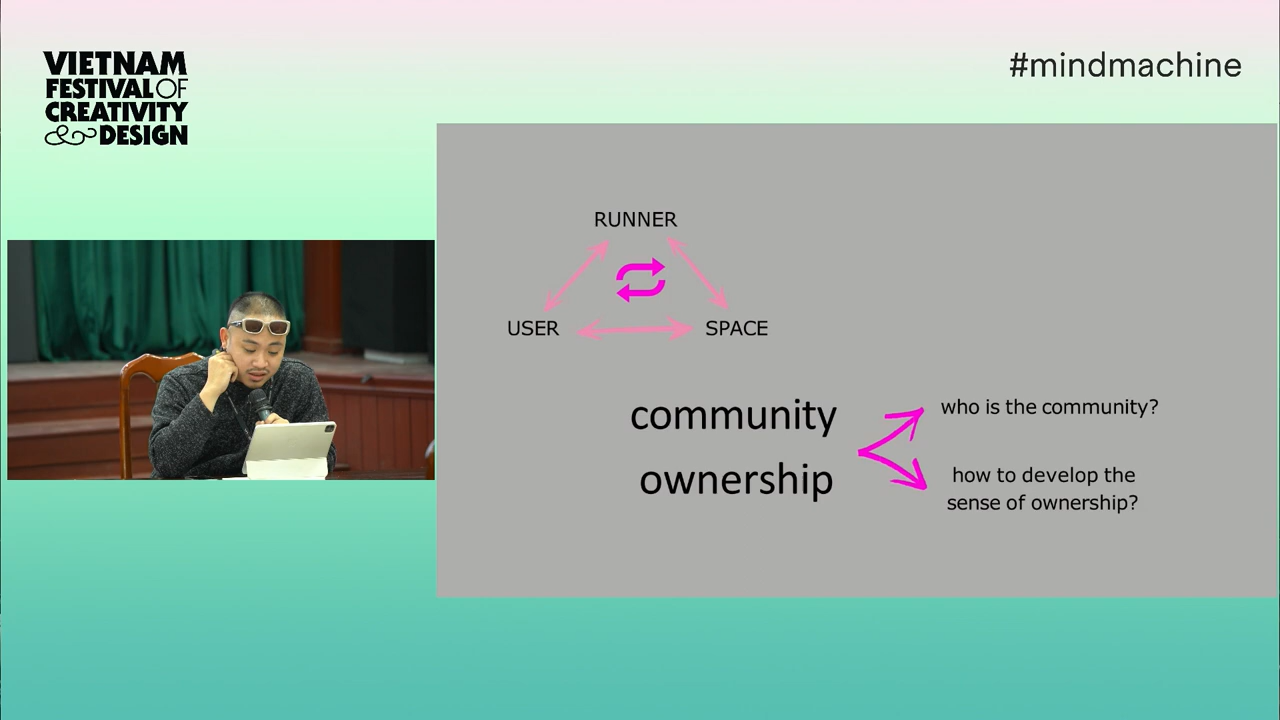 VIETNAM
FESTIVAL OF
CREATIVITY
& DESIGN
#mindmachine
RUNNER
USER
SPACE
community
ownership
who is the community?
how to develop the
sense of ownership?